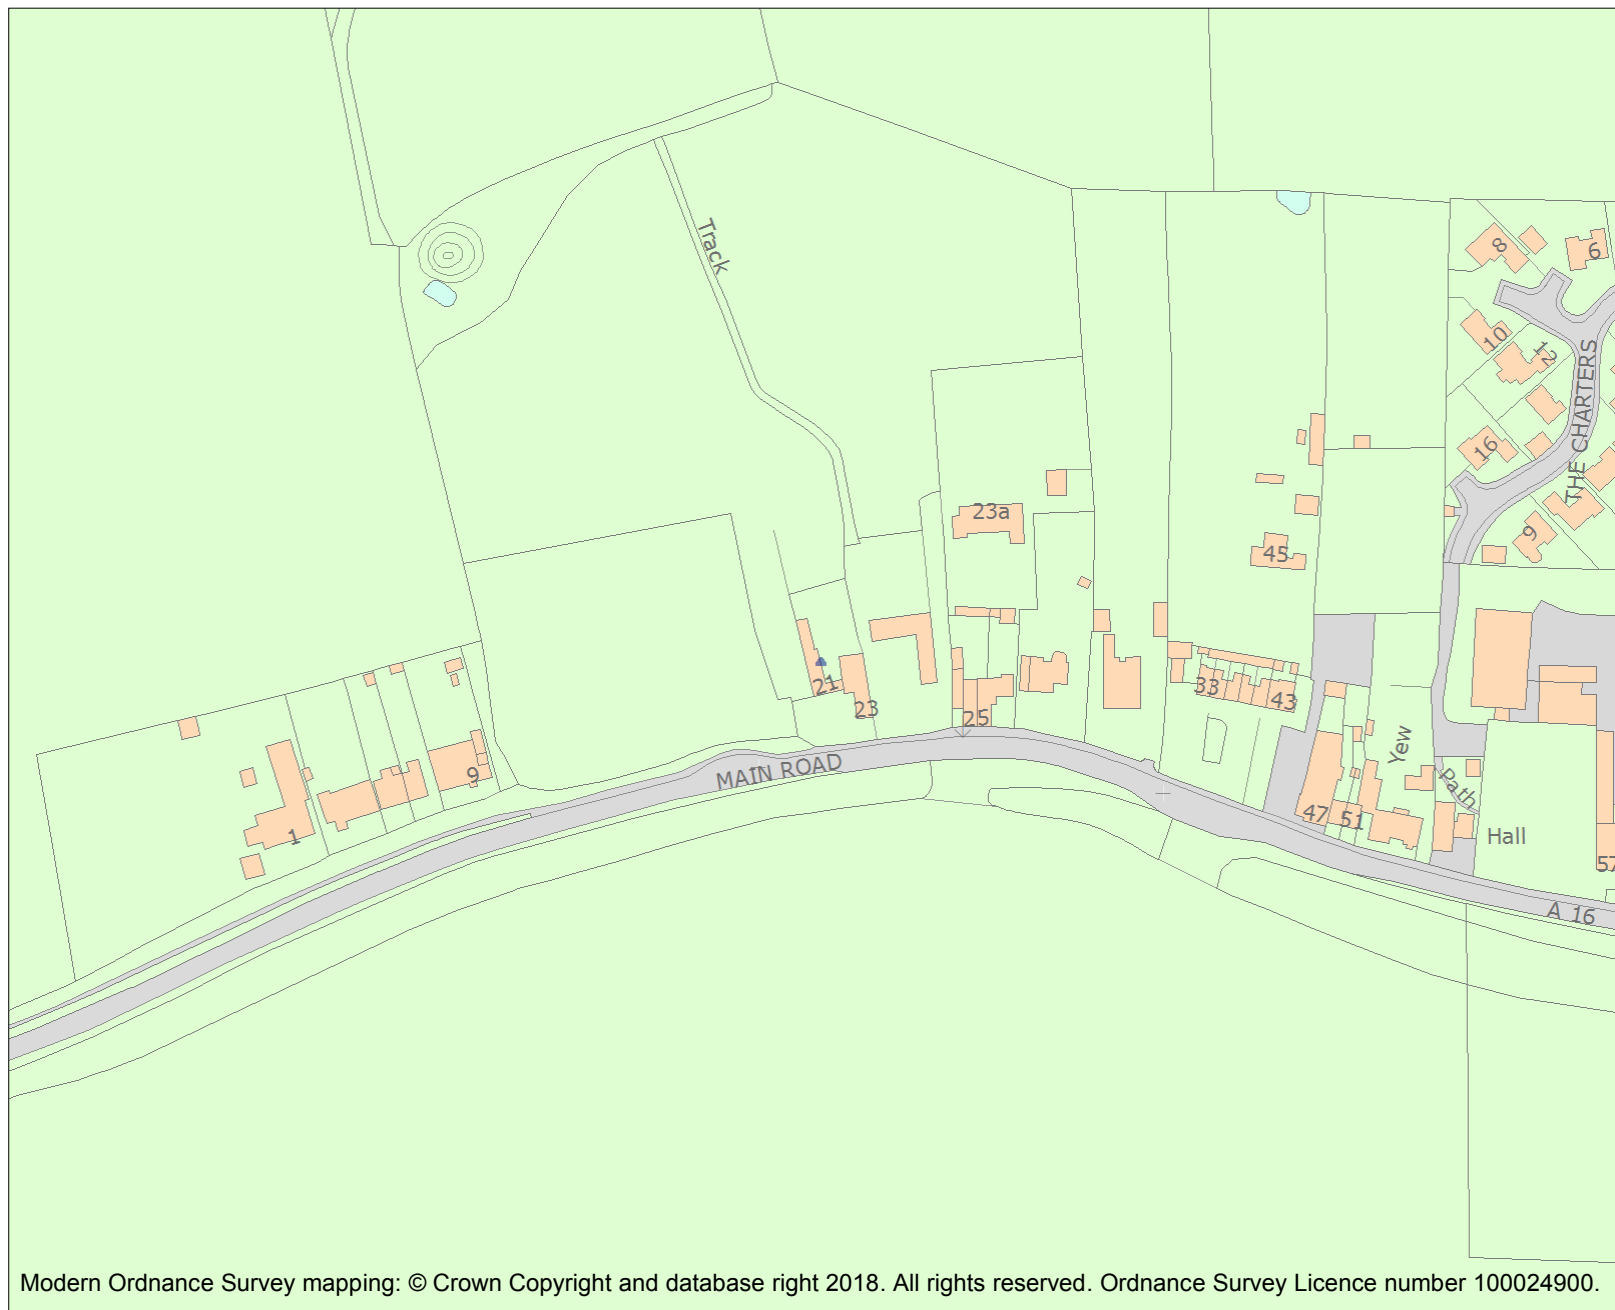 8
6
Track
10
12
THE CHARTERS
16
23a
9
45
21
33
23
43
25
Yew
9
MAIN ROAD
Path
47
51
1
Hall
57
A 16
Modern Ordnance Survey mapping: © Crown Copyright and database right 2018. All rights reserved. Ordnance Survey Licence number 100024900.